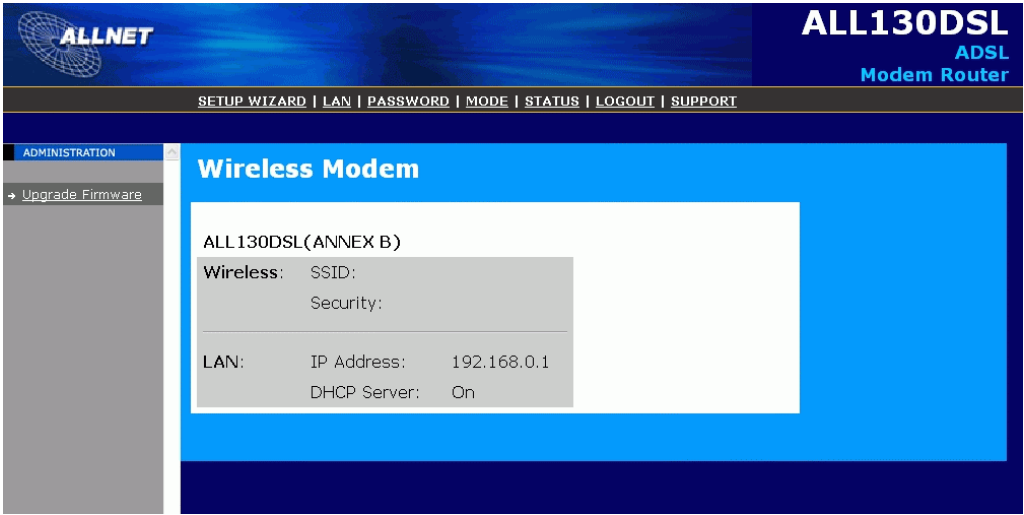 ALLNET
ALL130DSL
ADSL
Modem Router
SETUP WIZARD | LAN | PASSWORD | MODE | STATUS | LOGOUT | SUPPORT
ADMINISTRATION
Upgrade Firmware
Wireless Modem
ALL130DSL(ANNEX B)
Wireless: SSID:
Security:
LAN: IP Address: 192.168.0.1
DHCP Server: On